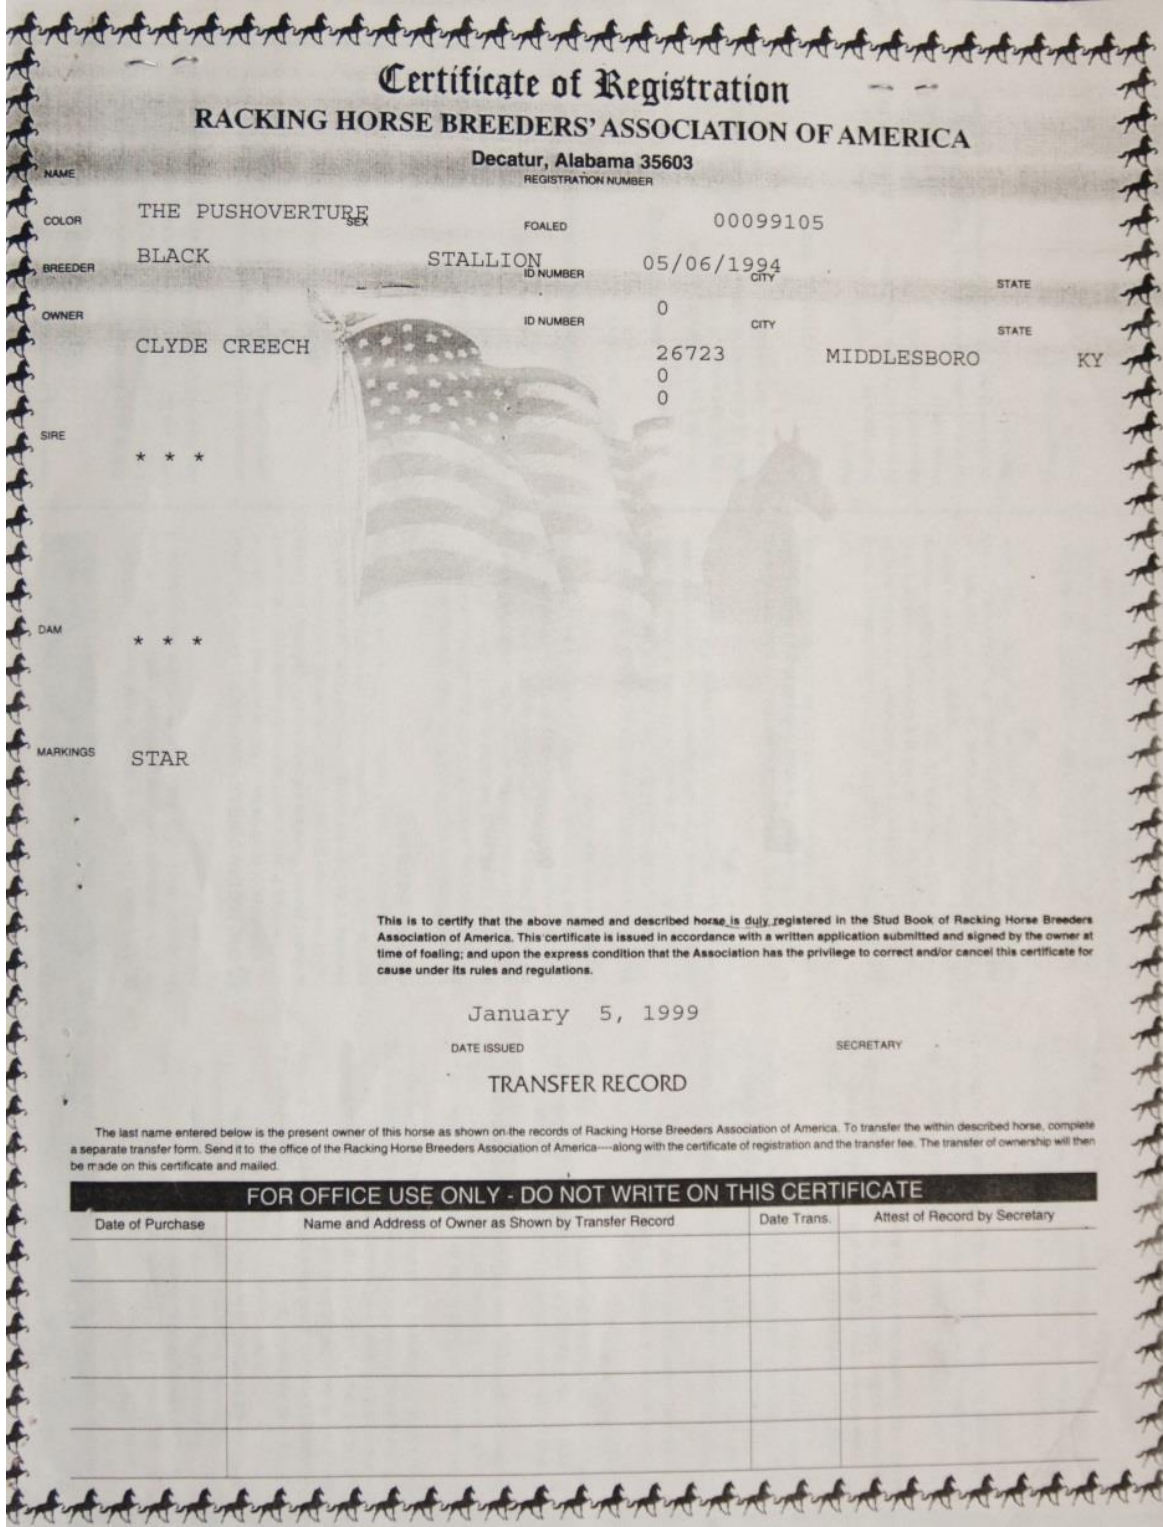 Certificate of Registration
RACKING HORSE BREEDERS' ASSOCIATION OF AMERICA
Decatur, Alabama 35603
NAME REGISTRATION NUMBER
THE PUSHOVERTURE 00099105
COLOR SEX FOALED
BLACK STALLION 05/06/1994
BREEDER ID NUMBER CITY STATE
0
OWNER ID NUMBER CITY STATE
CLYDE CREECH 26723 MIDDLESBORO KY
0
0
SIRE
* * *
DAM
* * *
MARKINGS STAR
This is to certify that the above named and described horse is duly registered in the Stud Book of Racking Horse Breeders
Association of America. This certificate is issued in accordance with a written application submitted and signed by the owner at
time of foaling; and upon the express condition that the Association has the privilege to correct and/or cancel this certificate for
cause under its rules and regulations.
January 5, 1999
DATE ISSUED SECRETARY
TRANSFER RECORD
The last name entered below is the present owner of this horse as shown on the records of Racking Horse Breeders Association of America. To transfer the within described horse, complete
a separate transfer form. Send it to the office of the Racking Horse Breeders Association of America----along with the certificate of registration and the transfer fee. The transfer of ownership will then
be made on this certificate and mailed.
FOR OFFICE USE ONLY - DO NOT WRITE ON THIS CERTIFICATE
Date of Purchase Name and Address of Owner as Shown by Transfer Record Date Trans. Attest of Record by Secretary